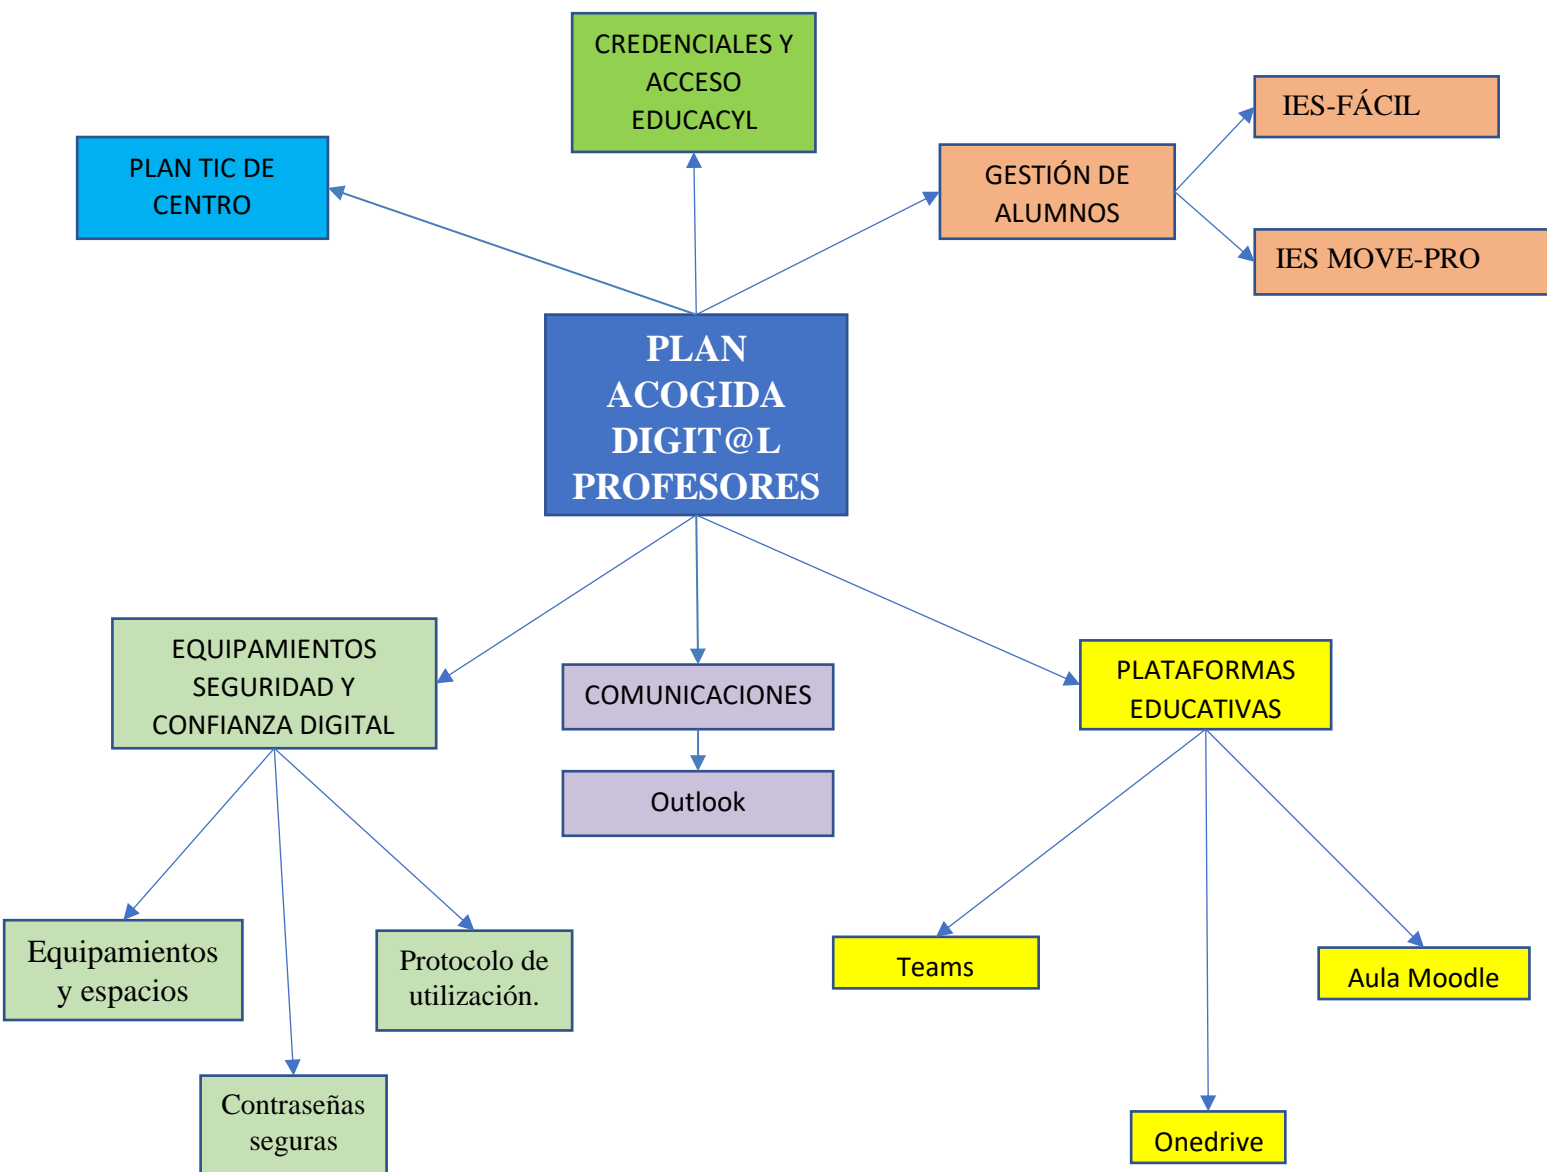 CREDENCIALES Y
ACCESO
EDUCACYL
IES-FÁCIL
PLAN TIC DE
CENTRO
GESTIÓN DE
ALUMNOS
IES MOVE-PRO
PLAN
ACOGIDA
DIGIT@L
PROFESORES
EQUIPAMIENTOS
SEGURIDAD Y
CONFIANZA DIGITAL
COMUNICACIONES
PLATAFORMAS
EDUCATIVAS
Outlook
Equipamientos
y espacios
Protocolo de
utilización.
Teams
Aula Moodle
Contraseñas
seguras
Onedrive